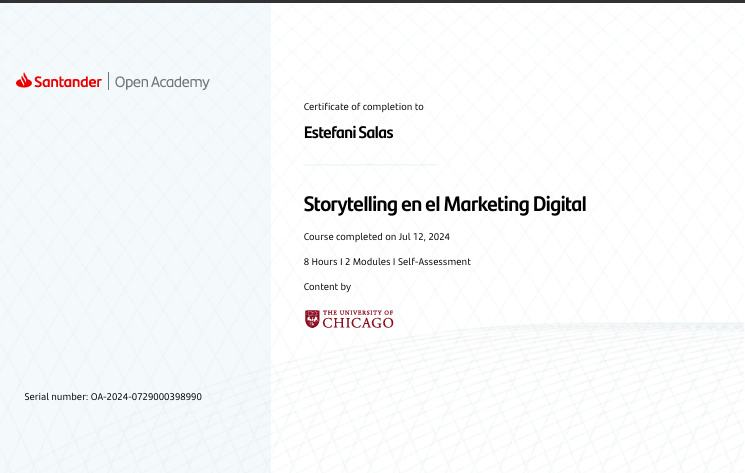 Santander | Open Academy
Certificate of completion to
Estefani Salas
Storytelling en el Marketing Digital
Course completed on Jul 12, 2024
8 Hours I 2 Modules I Self-Assessment
Content by
THE UNIVERSITY OF
CHICAGO
Serial number: OA-2024-0729000398990